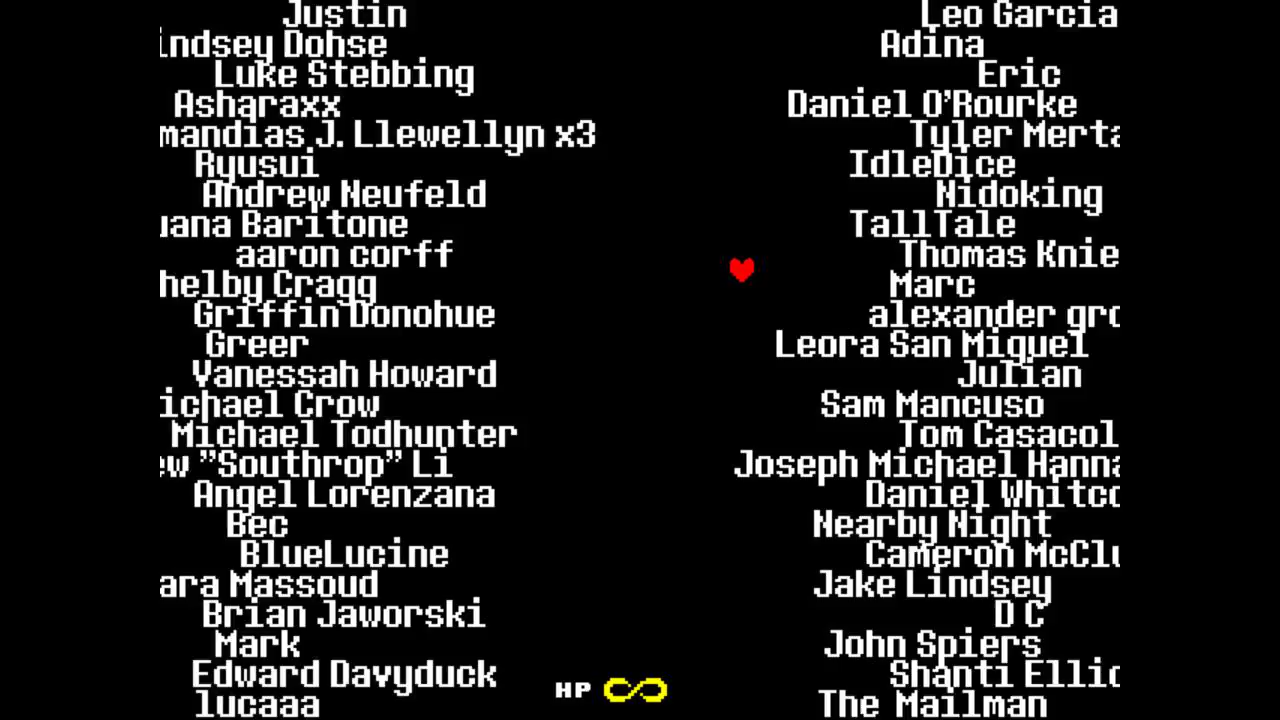 Justin
indsey Dohse
Luke Stebbing
Asharaxx
mandias J. Llewellyn x3
Ryusui
Andrew Neufeld
uana Baritone
aaron corff
helby Cragg
Griffin Donohue
Greer
Vanessah Howard
ichael Crow
Michael Todhunter
ew "Southrop" Li
Angel Lorenzana
Bec
BlueLucine
ara Massoud
Brian Jaworski
Mark
Edward Davyduck
lucaaa
Leo Garcia
Adina
Eric
Daniel O'Rourke
Tyler Merta
IdleDice
Nidoking
TallTale
Thomas Knie
Marc
alexander gro
Leora San Miguel
Julian
Sam Mancuso
Tom Casacol
Joseph Michael Hanna
Daniel Whitco
Nearby Night
Cameron McClu
Jake Lindsey
D C
John Spiers
Shanti Ellic
The Mailman
HP ∞